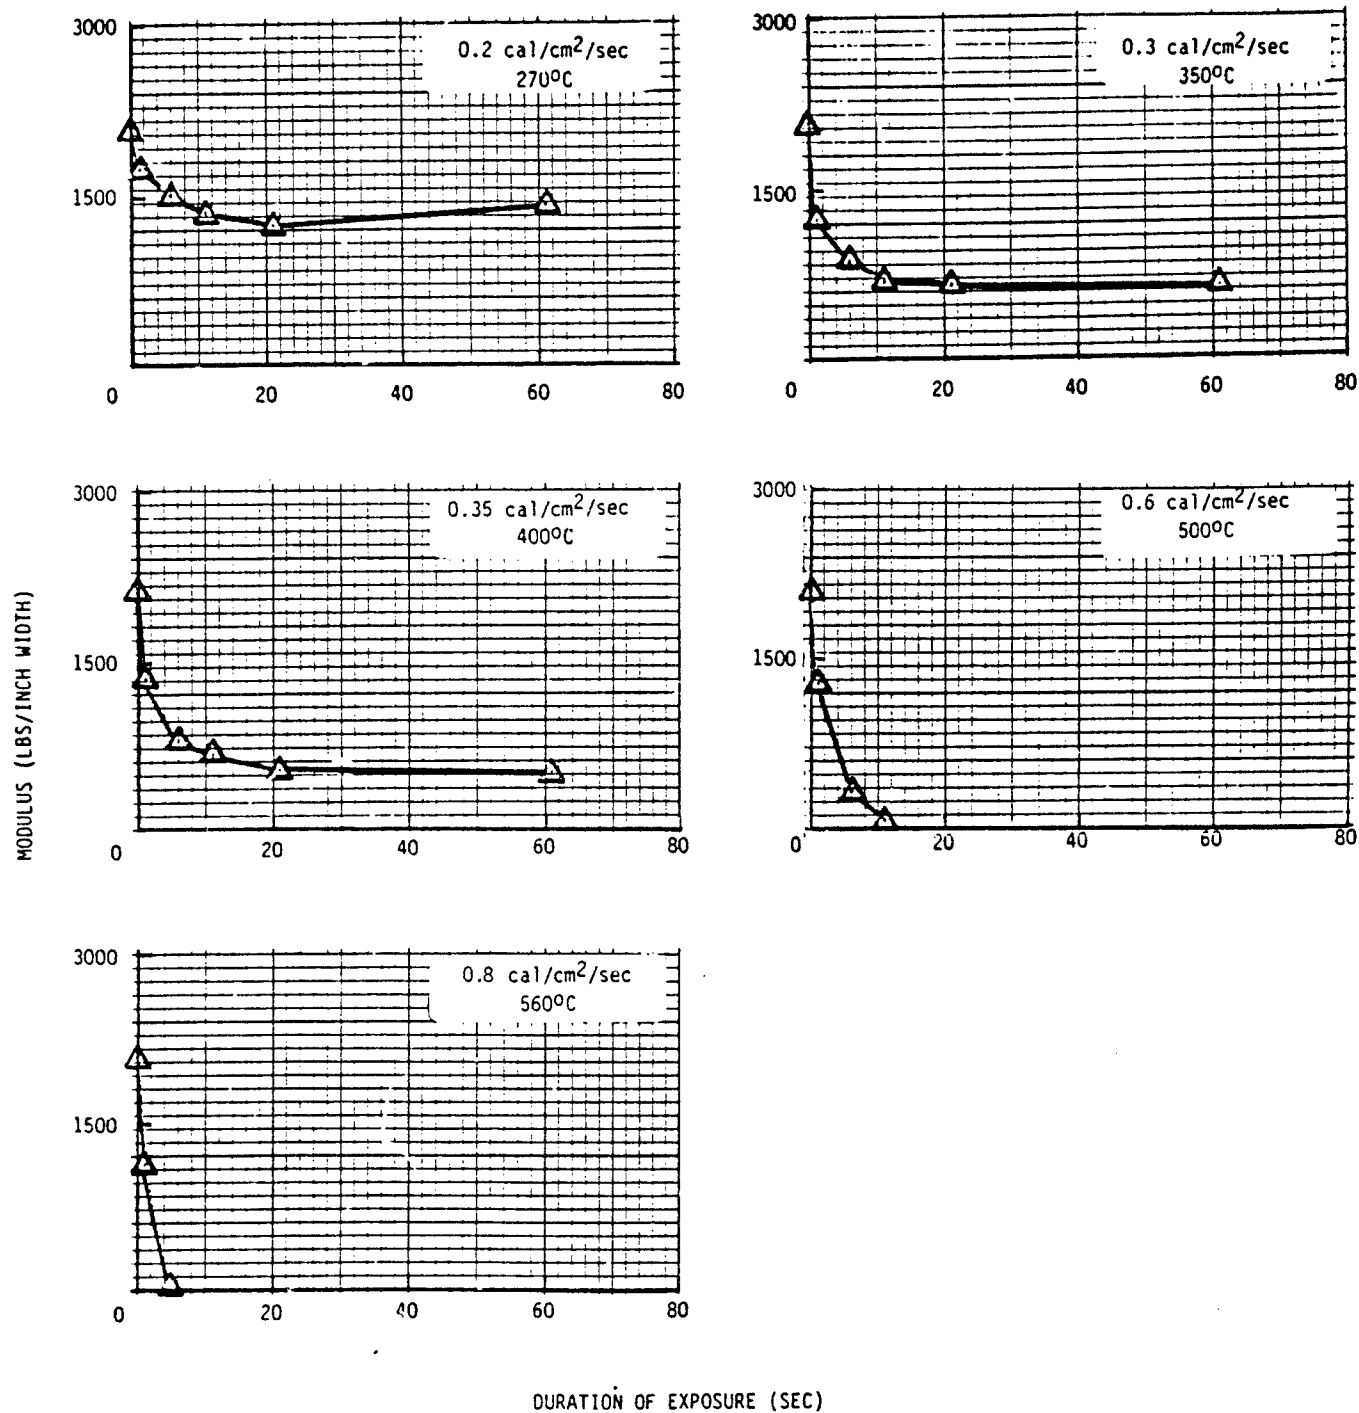 3000
0.2 cal/cm²/sec
270°C
1500
0 20 40 60 80
3000
0.3 cal/cm²/sec
350°C
1500
0 20 40 60 80
3000
0.35 cal/cm²/sec
400°C
1500
0 20 40 60 80
3000
0.6 cal/cm²/sec
500°C
1500
0 20 40 60 80
3000
0.8 cal/cm²/sec
560°C
1500
0 20 40 60 80
MODULUS (LBS/INCH WIDTH)
DURATION OF EXPOSURE (SEC)